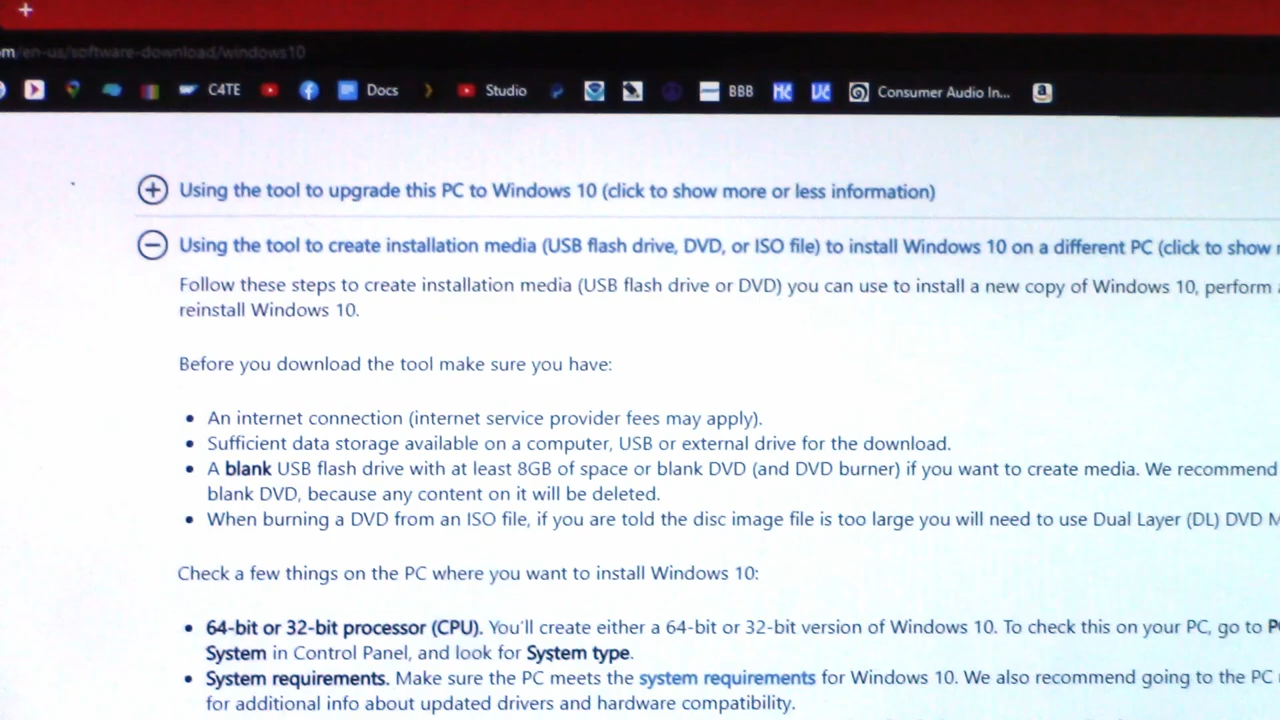 +
m/en-us/software-download/windows10
C4TE Docs Studio BBB Consumer Audio In...
Using the tool to upgrade this PC to Windows 10 (click to show more or less information)
Using the tool to create installation media (USB flash drive, DVD, or ISO file) to install Windows 10 on a different PC (click to show
Follow these steps to create installation media (USB flash drive or DVD) you can use to install a new copy of Windows 10, perform
reinstall Windows 10.
Before you download the tool make sure you have:
An internet connection (internet service provider fees may apply).
Sufficient data storage available on a computer, USB or external drive for the download.
A blank USB flash drive with at least 8GB of space or blank DVD (and DVD burner) if you want to create media. We recommend
blank DVD, because any content on it will be deleted.
When burning a DVD from an ISO file, if you are told the disc image file is too large you will need to use Dual Layer (DL) DVD M
Check a few things on the PC where you want to install Windows 10:
64-bit or 32-bit processor (CPU). You'll create either a 64-bit or 32-bit version of Windows 10. To check this on your PC, go to
System in Control Panel, and look for System type.
System requirements. Make sure the PC meets the system requirements for Windows 10. We also recommend going to the PC
for additional info about updated drivers and hardware compatibility.